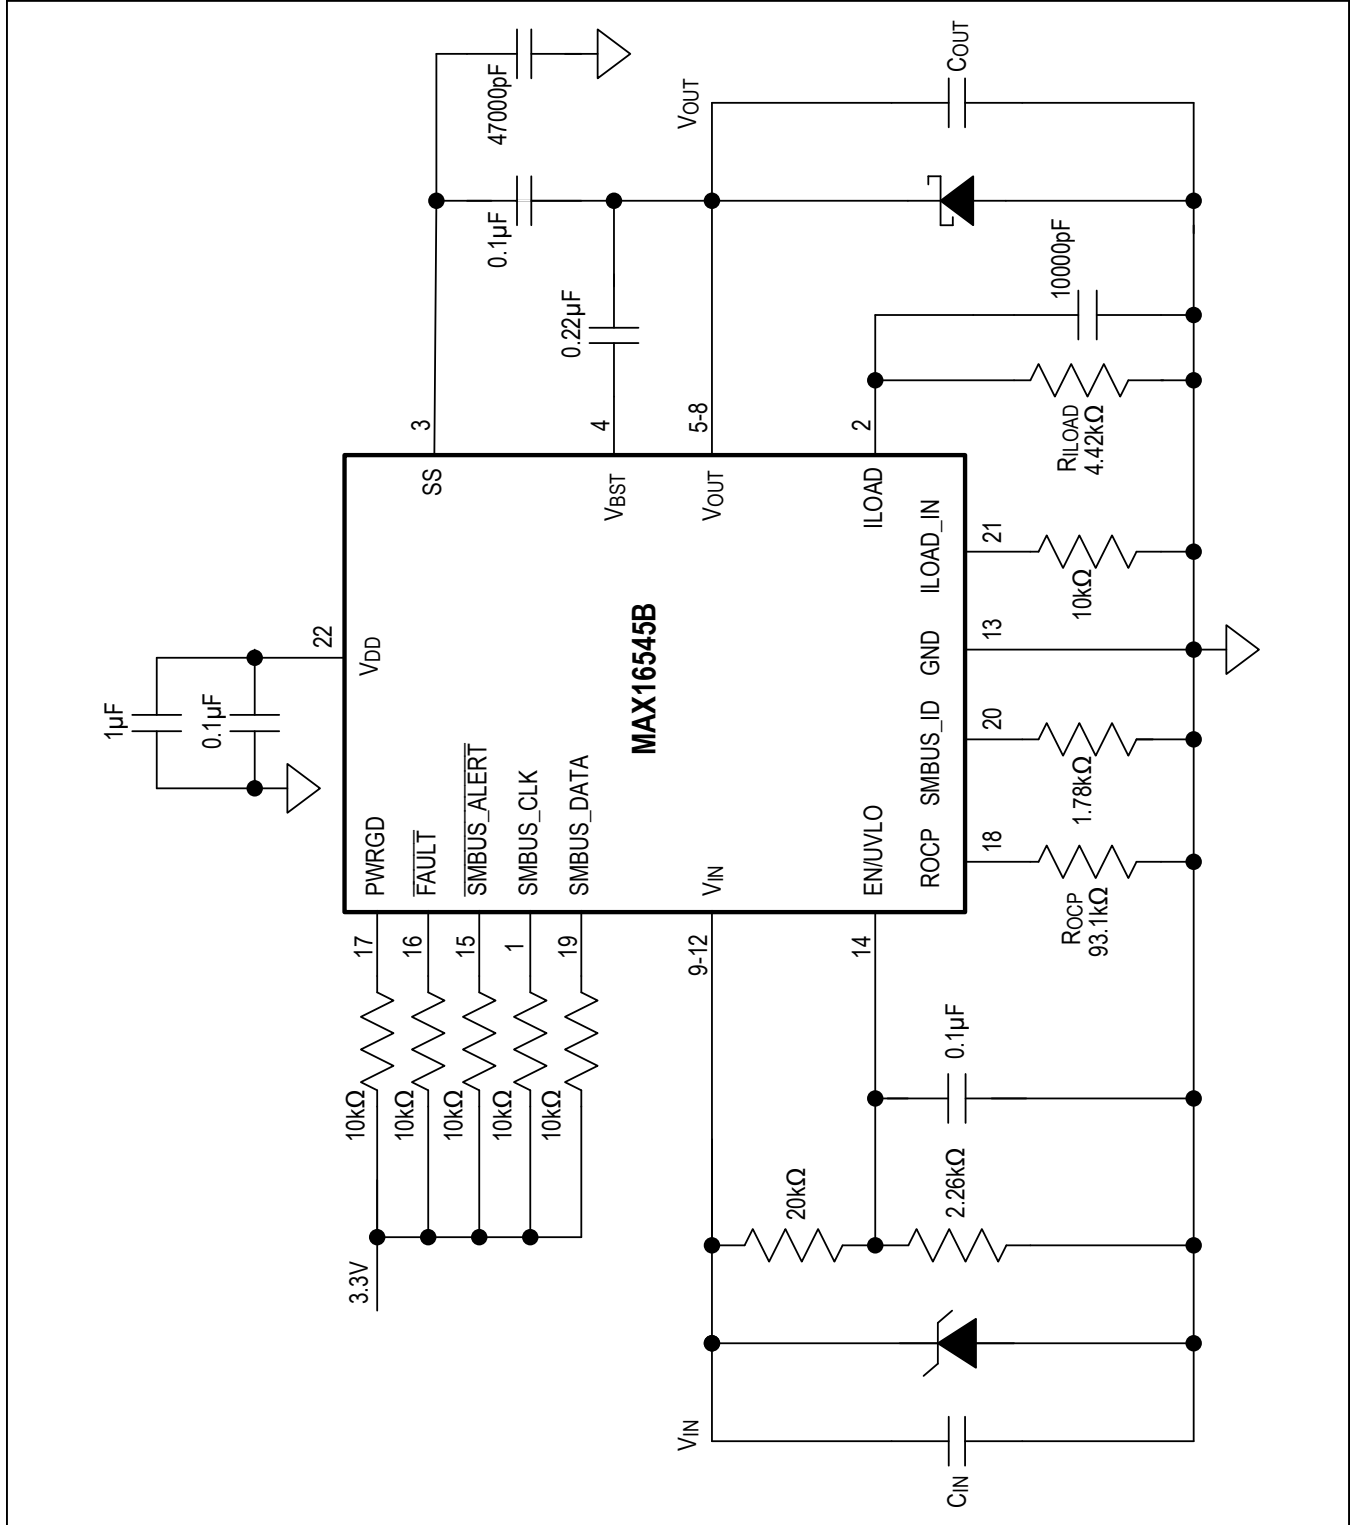 VIN
CIN
3.3V
10kΩ
10kΩ
10kΩ
10kΩ
10kΩ
17
16
15
1
19
9-12
14
20kΩ
2.26kΩ
0.1µF
PWRGD
FAULT
SMBUS_ALERT
SMBUS_CLK
SMBUS_DATA
VIN
EN/UVLO
1µF
0.1µF
22
VDD
MAX16545B
ROCP
SMBUS_ID
GND
ILOAD_IN
18
20
13
21
ROCP
93.1kΩ
1.78kΩ
10kΩ
SS
VBST
VOUT
ILOAD
3
4
5-8
2
0.22µF
0.1µF
47000pF
RILOAD
4.42kΩ
10000pF
VOUT
COUT